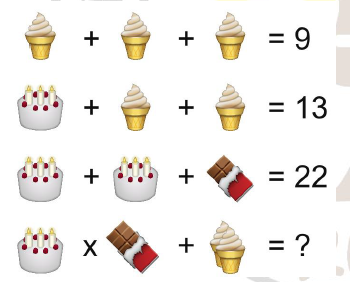 + + = 9
+ + = 13
+ + = 22
x + = ?